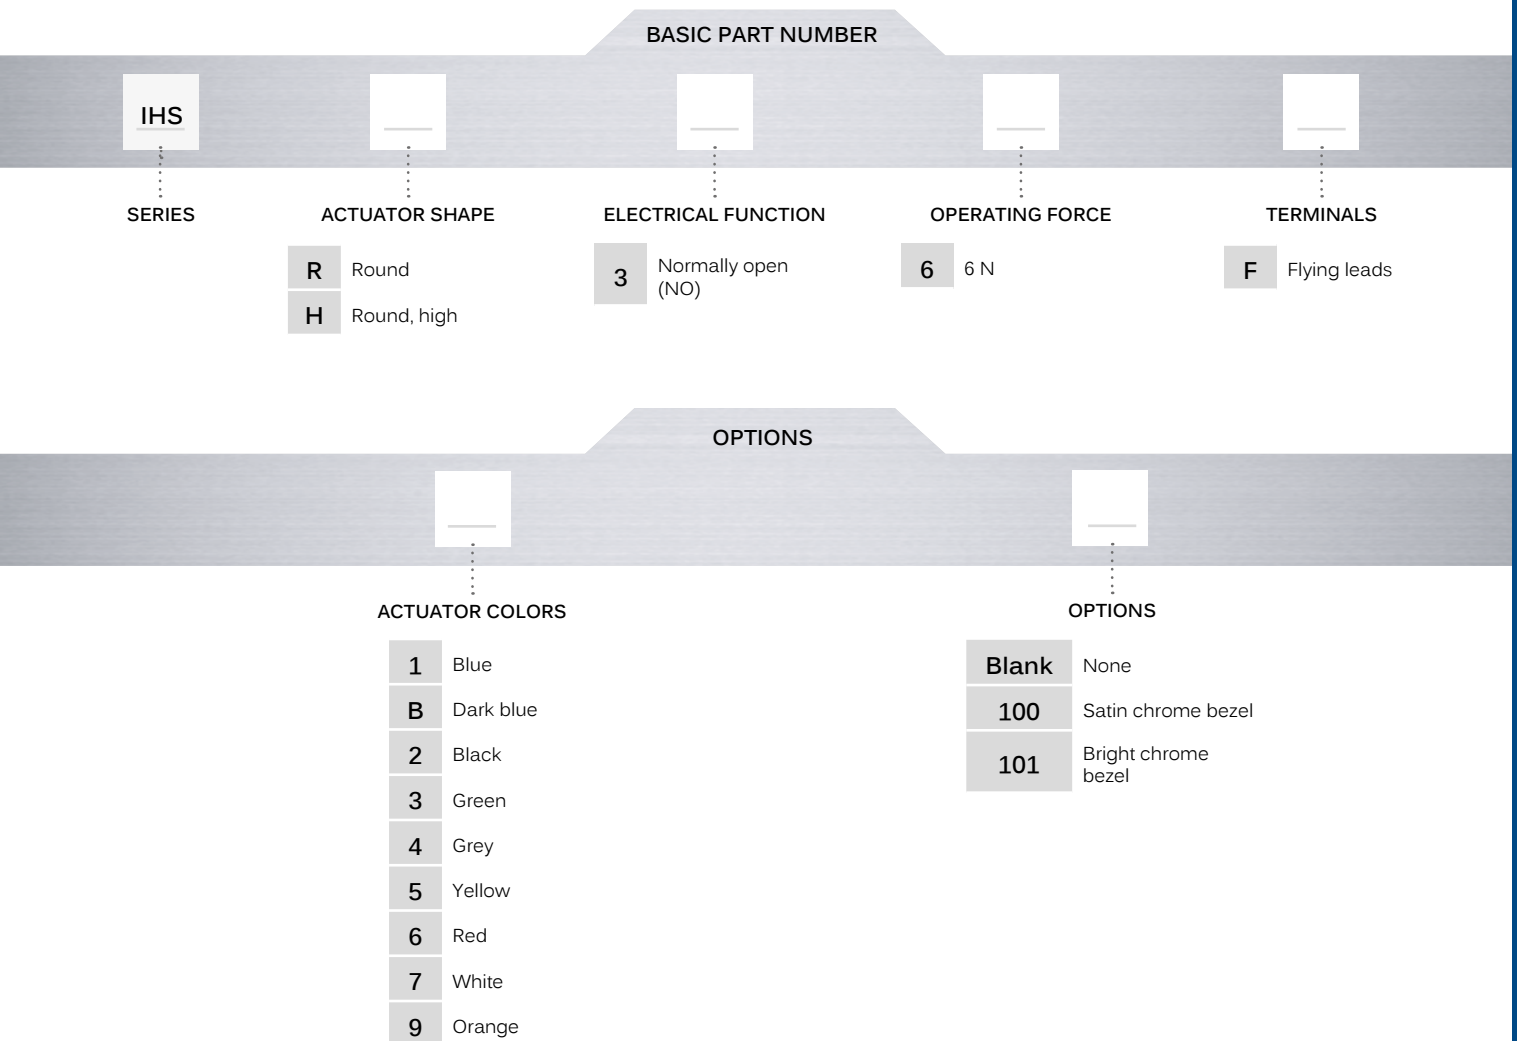 BASIC PART NUMBER
IHS
SERIES
ACTUATOR SHAPE
R Round
H Round, high
ELECTRICAL FUNCTION
3 Normally open
(NO)
OPERATING FORCE
6 6 N
TERMINALS
F Flying leads
OPTIONS
ACTUATOR COLORS
1 Blue
B Dark blue
2 Black
3 Green
4 Grey
5 Yellow
6 Red
7 White
9 Orange
OPTIONS
Blank None
100 Satin chrome bezel
101 Bright chrome
bezel